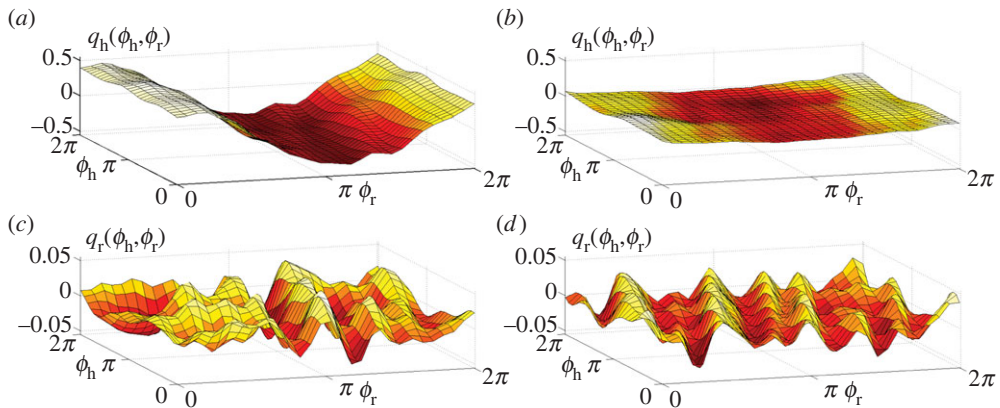 (a)
q_h(ϕ_h,ϕ_r)
0.5
0
–0.5
2π
ϕ_h π
0
0
π ϕ_r
2π
(b)
q_h(ϕ_h,ϕ_r)
0.5
0
–0.5
2π
ϕ_h π
0
0
π ϕ_r
2π
(c)
q_r(ϕ_h,ϕ_r)
0.05
0
–0.05
2π
ϕ_h π
0
0
π ϕ_r
2π
(d)
q_r(ϕ_h,ϕ_r)
0.05
0
–0.05
2π
ϕ_h π
0
0
π ϕ_r
2π